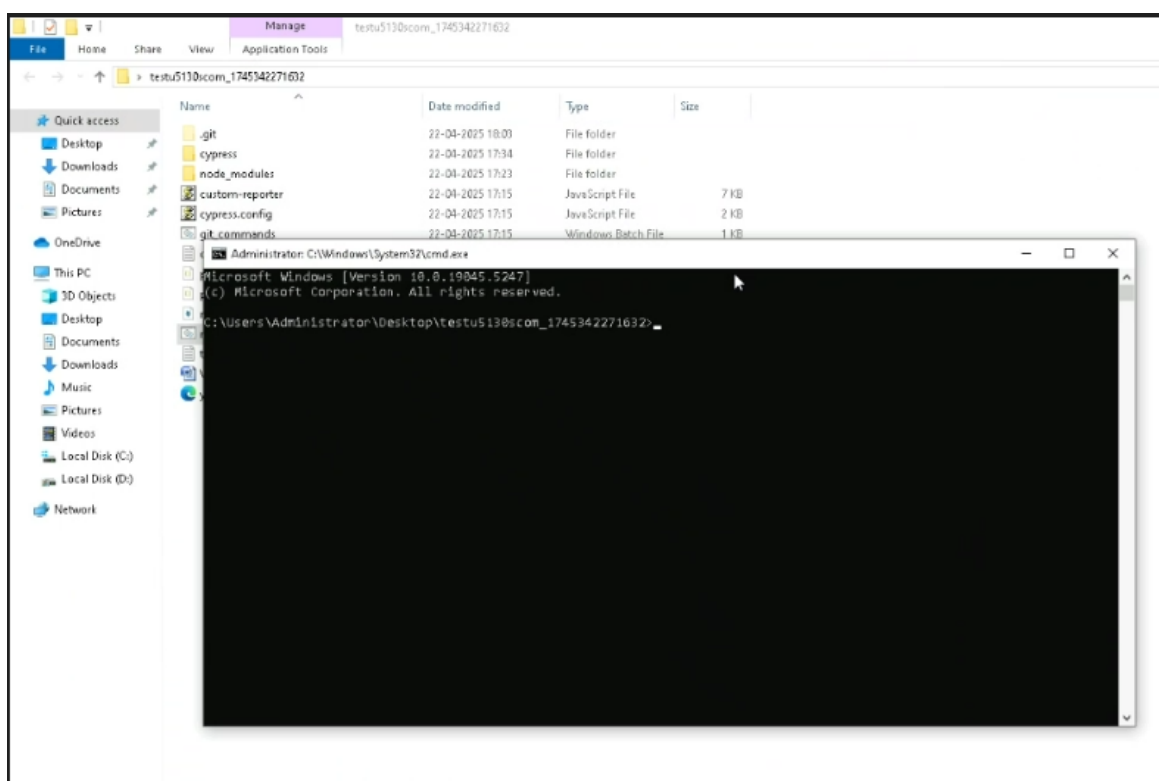 Manage testu5130scom_1745342271632
File Home Share View Application Tools
testu5130scom_1745342271632
Name Date modified Type Size
Quick access
Desktop
Downloads
Documents
Pictures
OneDrive
This PC
3D Objects
Desktop
Documents
Downloads
Music
Pictures
Videos
Local Disk (C:)
Local Disk (D:)
Network
.git 22-04-2025 18:03 File folder
cypress 22-04-2025 17:34 File folder
node_modules 22-04-2025 17:23 File folder
custom-reporter 22-04-2025 17:15 JavaScript File 7 KB
cypress.config 22-04-2025 17:15 JavaScript File 2 KB
git_commands 22-04-2025 17:15 Windows Batch File 1 KB
Administrator: C:\Windows\System32\cmd.exe
Microsoft Windows [Version 10.0.19045.5247]
(c) Microsoft Corporation. All rights reserved.
C:\Users\Administrator\Desktop\testu5130scom_1745342271632>